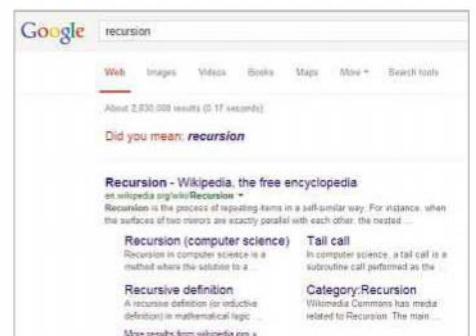 Google recursion
Web Images Videos Books Maps More Search tools
About 2,830,000 results (0.17 seconds)
Did you mean: recursion
Recursion - Wikipedia, the free encyclopedia
en.wikipedia.org/wiki/Recursion
Recursion is the process of repeating items in a self-similar way. For instance, when
the surfaces of two mirrors are exactly parallel with each other, the nested ...
Recursion (computer science)
Recursion in computer science is a
method where the solution to a ...
Tail call
In computer science, a tail call is a
subroutine call performed as the ...
Recursive definition
A recursive definition (or inductive
definition) in mathematical logic ...
Category:Recursion
Wikimedia Commons has media
related to Recursion. The main ...
More results from wikipedia.org »